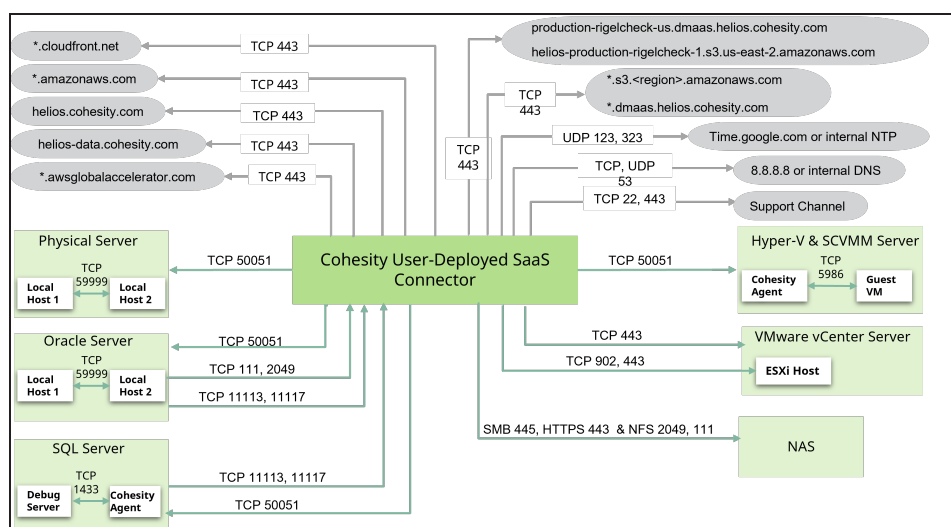 *.cloudfront.net
TCP 443
*.amazonaws.com
TCP 443
helios.cohesity.com
TCP 443
helios-data.cohesity.com
TCP 443
*.awsglobalaccelerator.com
TCP 443
production-rigelcheck-us.dmaas.helios.cohesity.com
helios-production-rigelcheck-1.s3.us-east-2.amazonaws.com
TCP
443
*.s3.<region>.amazonaws.com
*.dmaas.helios.cohesity.com
TCP
443
UDP 123, 323
Time.google.com or internal NTP
TCP, UDP
53
8.8.8.8 or internal DNS
TCP 22, 443
Support Channel
Cohesity User-Deployed SaaS
Connector
Physical Server
TCP
59999
Local
Host 1
Local
Host 2
TCP 50051
Oracle Server
TCP
59999
Local
Host 1
Local
Host 2
TCP 50051
TCP 111, 2049
TCP 11113, 11117
SQL Server
TCP
1433
Debug
Server
Cohesity
Agent
TCP 11113, 11117
TCP 50051
TCP 50051
Hyper-V & SCVMM Server
TCP
5986
Cohesity
Agent
Guest
VM
TCP 443
VMware vCenter Server
TCP 902, 443
ESXi Host
SMB 445, HTTPS 443 & NFS 2049, 111
NAS